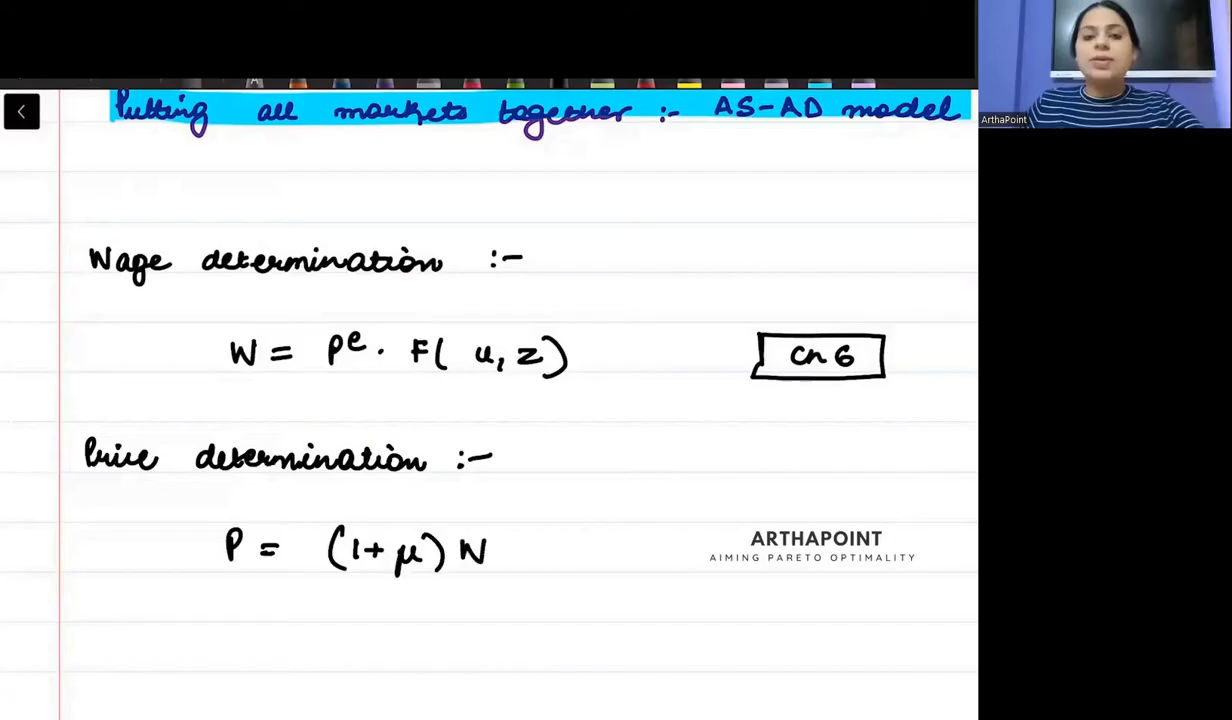 Putting all markets together :- AS-AD model
ArthaPoint
Wage determination :-
W = Pe. F( u, z)
Ch 6
Price determination :-
P = (1+ μ) W
ARTHAPOINT
AIMING PARETO OPTIMALITY